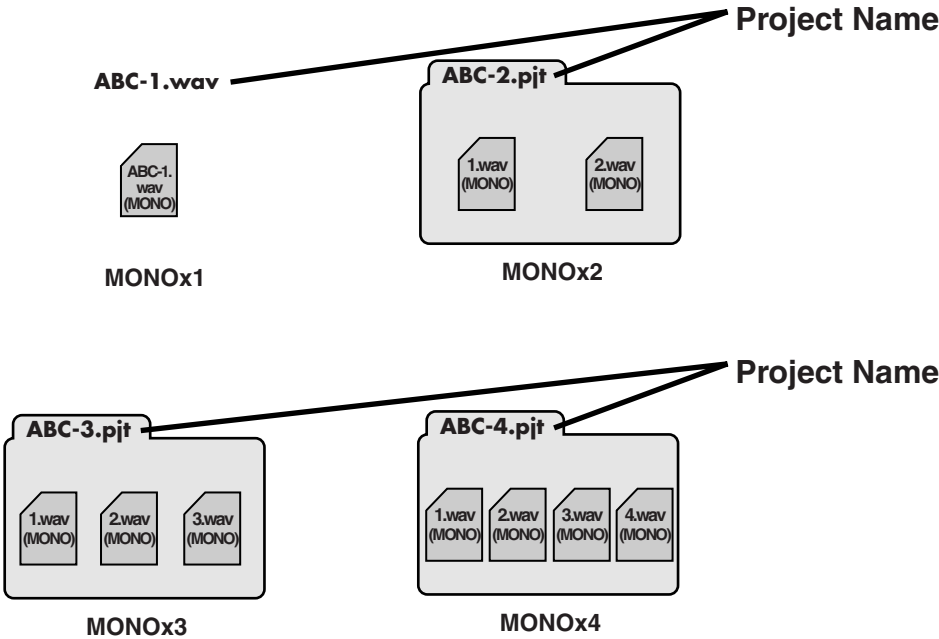 Project Name
ABC-1.wav
ABC-2.pjt
ABC-1.
wav
(MONO)
1.wav
(MONO)
2.wav
(MONO)
MONOx1
MONOx2
Project Name
ABC-3.pjt
ABC-4.pjt
1.wav
(MONO)
2.wav
(MONO)
3.wav
(MONO)
1.wav
(MONO)
2.wav
(MONO)
3.wav
(MONO)
4.wav
(MONO)
MONOx3
MONOx4